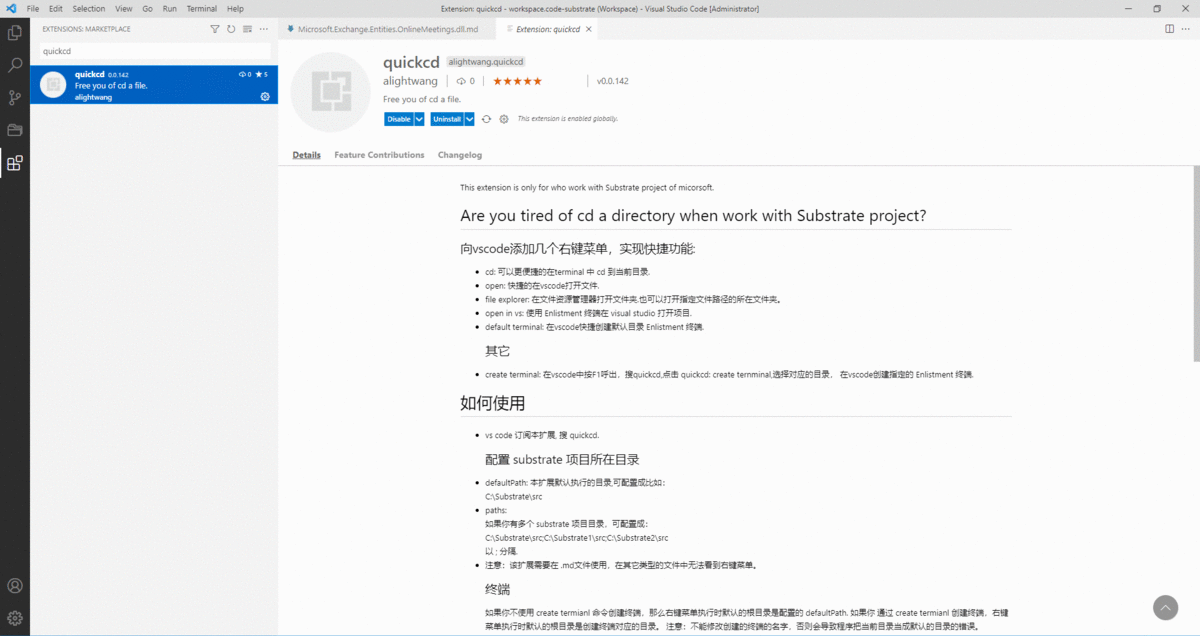 File Edit Selection View Go Run Terminal Help
Extension: quickcd - workspace.code-substrate (Workspace) - Visual Studio Code [Administrator]
EXTENSIONS: MARKETPLACE
quickcd
quickcd 0.0.142 0 5
Free you of cd a file.
alightwang
Microsoft.Exchange.Entities.OnlineMeetings.dll.md
Extension: quickcd
quickcd alightwang.quickcd
alightwang 0 v0.0.142
Free you of cd a file.
Disable Uninstall This extension is enabled globally.
Details Feature Contributions Changelog
This extension is only for who work with Substrate project of micorsoft.
Are you tired of cd a directory when work with Substrate project?
向vscode添加几个右键菜单，实现快捷功能:
cd: 可以更便捷的在terminal 中 cd 到当前目录.
open: 快捷的在vscode打开文件.
file explorer: 在文件资源管理器打开文件夹.也可以打开指定文件路径的所在文件夹。
open in vs: 使用 Enlistment 终端在 visual studio 打开项目.
default terminal: 在vscode快捷创建默认目录 Enlistment 终端.
其它
create terminal: 在vscode中按F1呼出，搜quickcd,点击 quickcd: create ternminal,选择对应的目录， 在vscode创建指定的 Enlistment 终端.
如何使用
vs code 订阅本扩展, 搜 quickcd.
配置 substrate 项目所在目录
defaultPath: 本扩展默认执行的目录,可配置成比如：
C:\Substrate\src
paths:
如果你有多个 substrate 项目目录，可配置成：
C:\Substrate\src;C:\Substrate1\src;C:\Substrate2\src
以 ; 分隔.
注意：该扩展需要在 .md文件使用，在其它类型的文件中无法看到右键菜单。
终端
如果你不使用 create termianl 命令创建终端，那么右键菜单执行时默认的根目录是配置的 defaultPath. 如果你 通过 create termianl 创建终端，右键
菜单执行时默认的根目录是创建终端对应的目录。 注意：不能修改创建的终端的名字，否则会导致程序把当前目录当成默认的目录的错误。